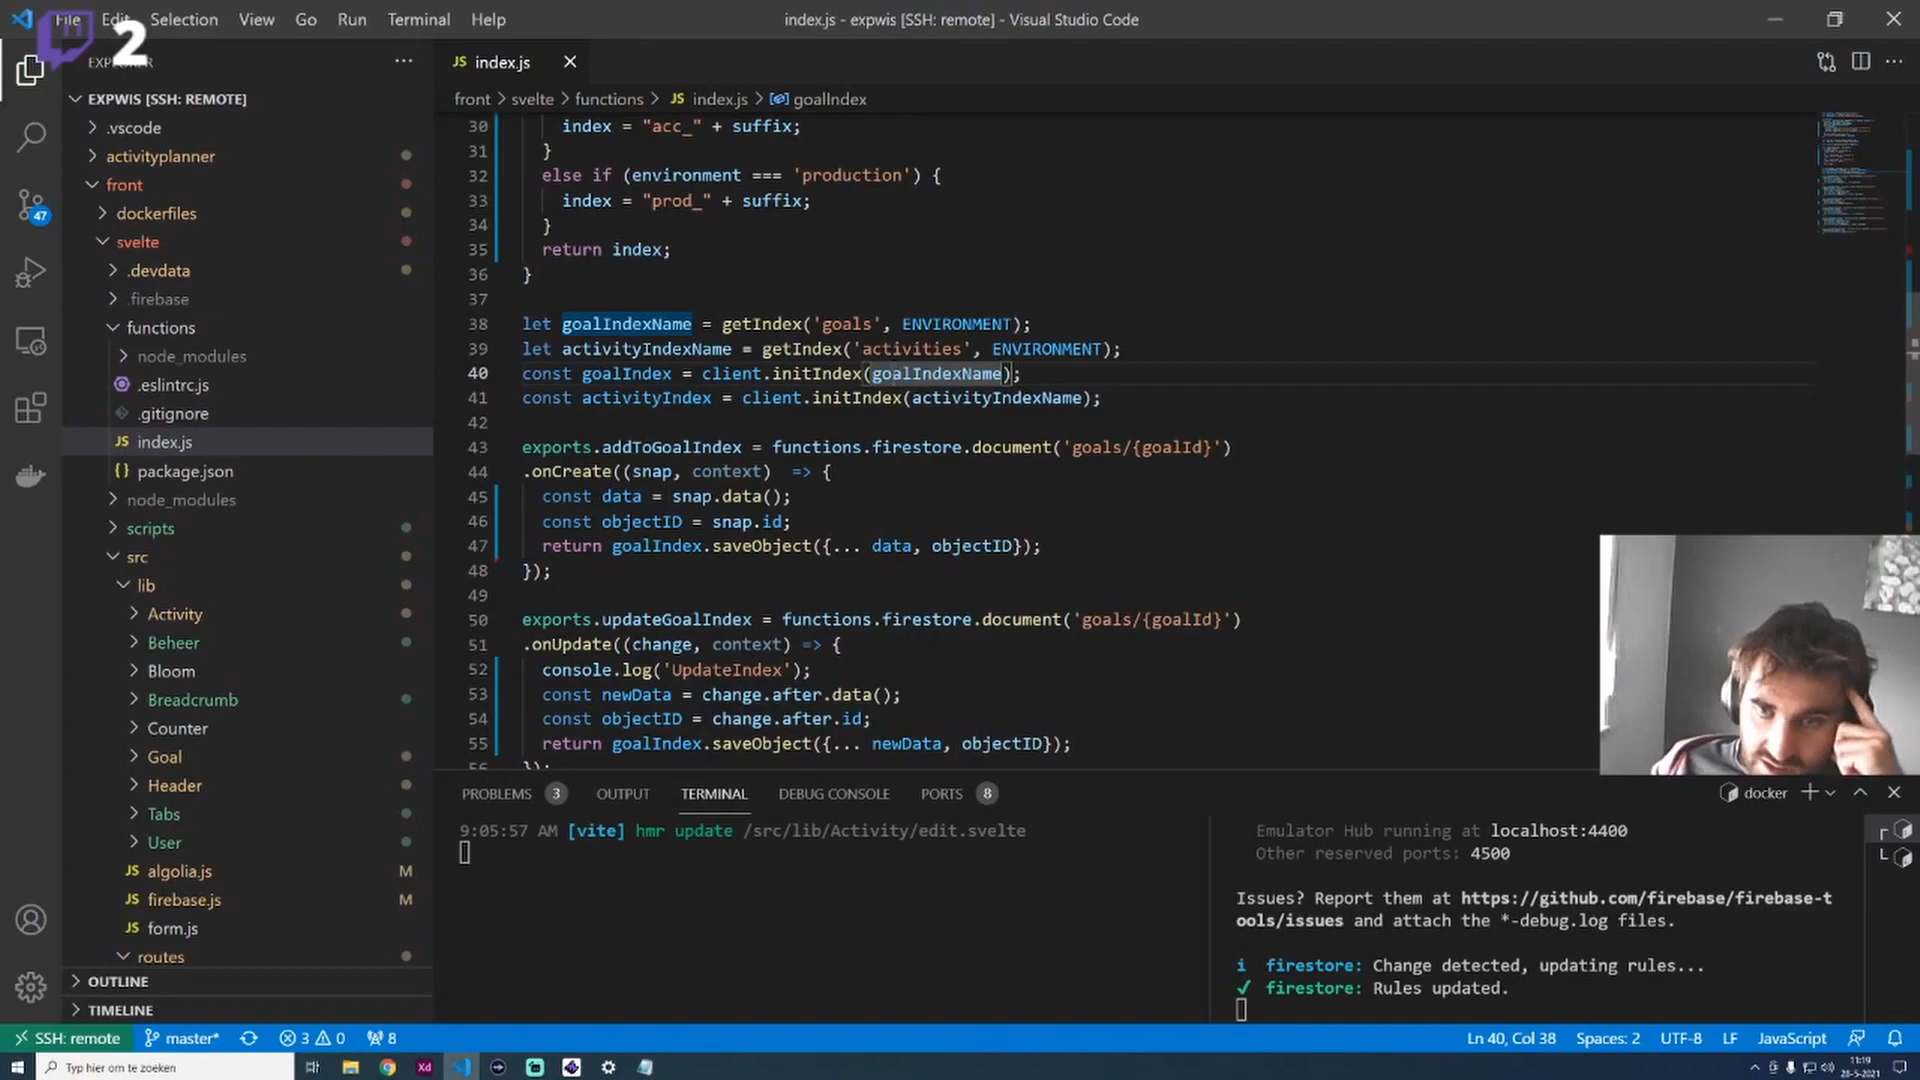 File Edit Selection View Go Run Terminal Help
index.js - expwis [SSH: remote] - Visual Studio Code
2
EXPLORER
EXPWIS [SSH: REMOTE]
.vscode
activityplanner
front
dockerfiles
svelte
.devdata
.firebase
functions
node_modules
.eslintrc.js
.gitignore
JS index.js
{} package.json
node_modules
scripts
src
lib
Activity
Beheer
Bloom
Breadcrumb
Counter
Goal
Header
Tabs
User
JS algolia.js M
JS firebase.js M
JS form.js
routes
OUTLINE
TIMELINE
47
JS index.js
front > svelte > functions > JS index.js > goalIndex
30 index = "acc_" + suffix;
31 }
32 else if (environment === 'production') {
33 index = "prod_" + suffix;
34 }
35 return index;
36 }
37
38 let goalIndexName = getIndex('goals', ENVIRONMENT);
39 let activityIndexName = getIndex('activities', ENVIRONMENT);
40 const goalIndex = client.initIndex(goalIndexName);
41 const activityIndex = client.initIndex(activityIndexName);
42
43 exports.addToGoalIndex = functions.firestore.document('goals/{goalId}')
44 .onCreate((snap, context) => {
45 const data = snap.data();
46 const objectID = snap.id;
47 return goalIndex.saveObject({... data, objectID});
48 });
49
50 exports.updateGoalIndex = functions.firestore.document('goals/{goalId}')
51 .onUpdate((change, context) => {
52 console.log('UpdateIndex');
53 const newData = change.after.data();
54 const objectID = change.after.id;
55 return goalIndex.saveObject({... newData, objectID});
56 });
PROBLEMS 3 OUTPUT TERMINAL DEBUG CONSOLE PORTS 8
docker
9:05:57 AM [vite] hmr update /src/lib/Activity/edit.svelte
Emulator Hub running at localhost:4400
Other reserved ports: 4500
Issues? Report them at https://github.com/firebase/firebase-t
ools/issues and attach the *-debug.log files.
i firestore: Change detected, updating rules...
✓ firestore: Rules updated.
SSH: remote master* 3 0 8
Ln 40, Col 38 Spaces: 2 UTF-8 LF JavaScript
Typ hier om te zoeken
Xd
11:19
28-5-2021